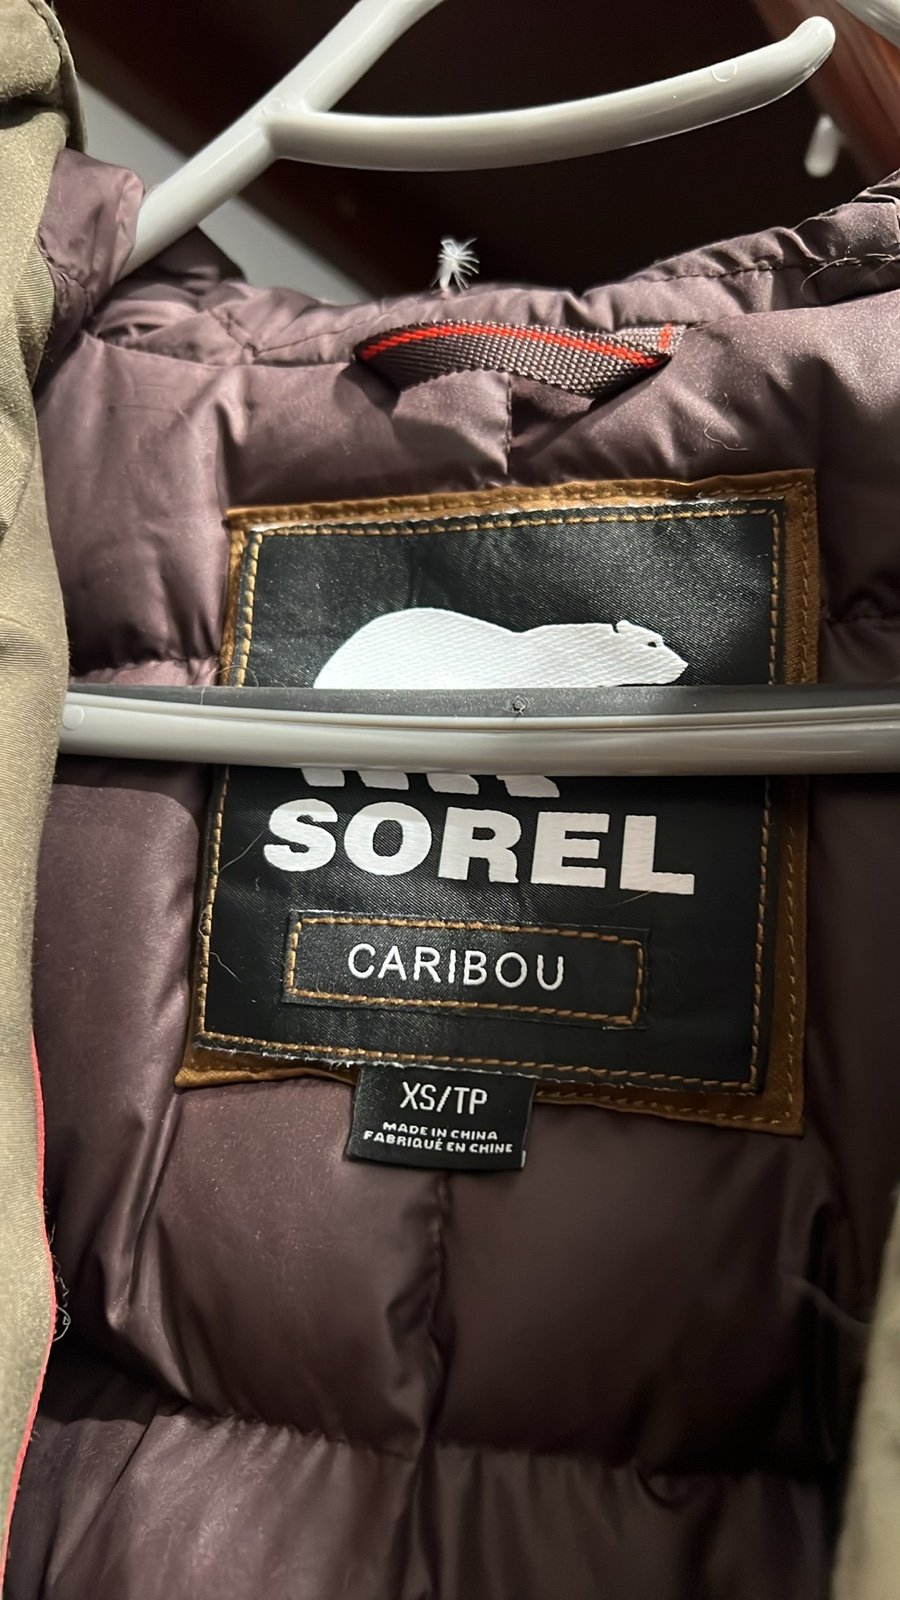 SOREL
CARIBOU
XS/TP
MADE IN CHINA
FABRIQUÉ EN CHINE